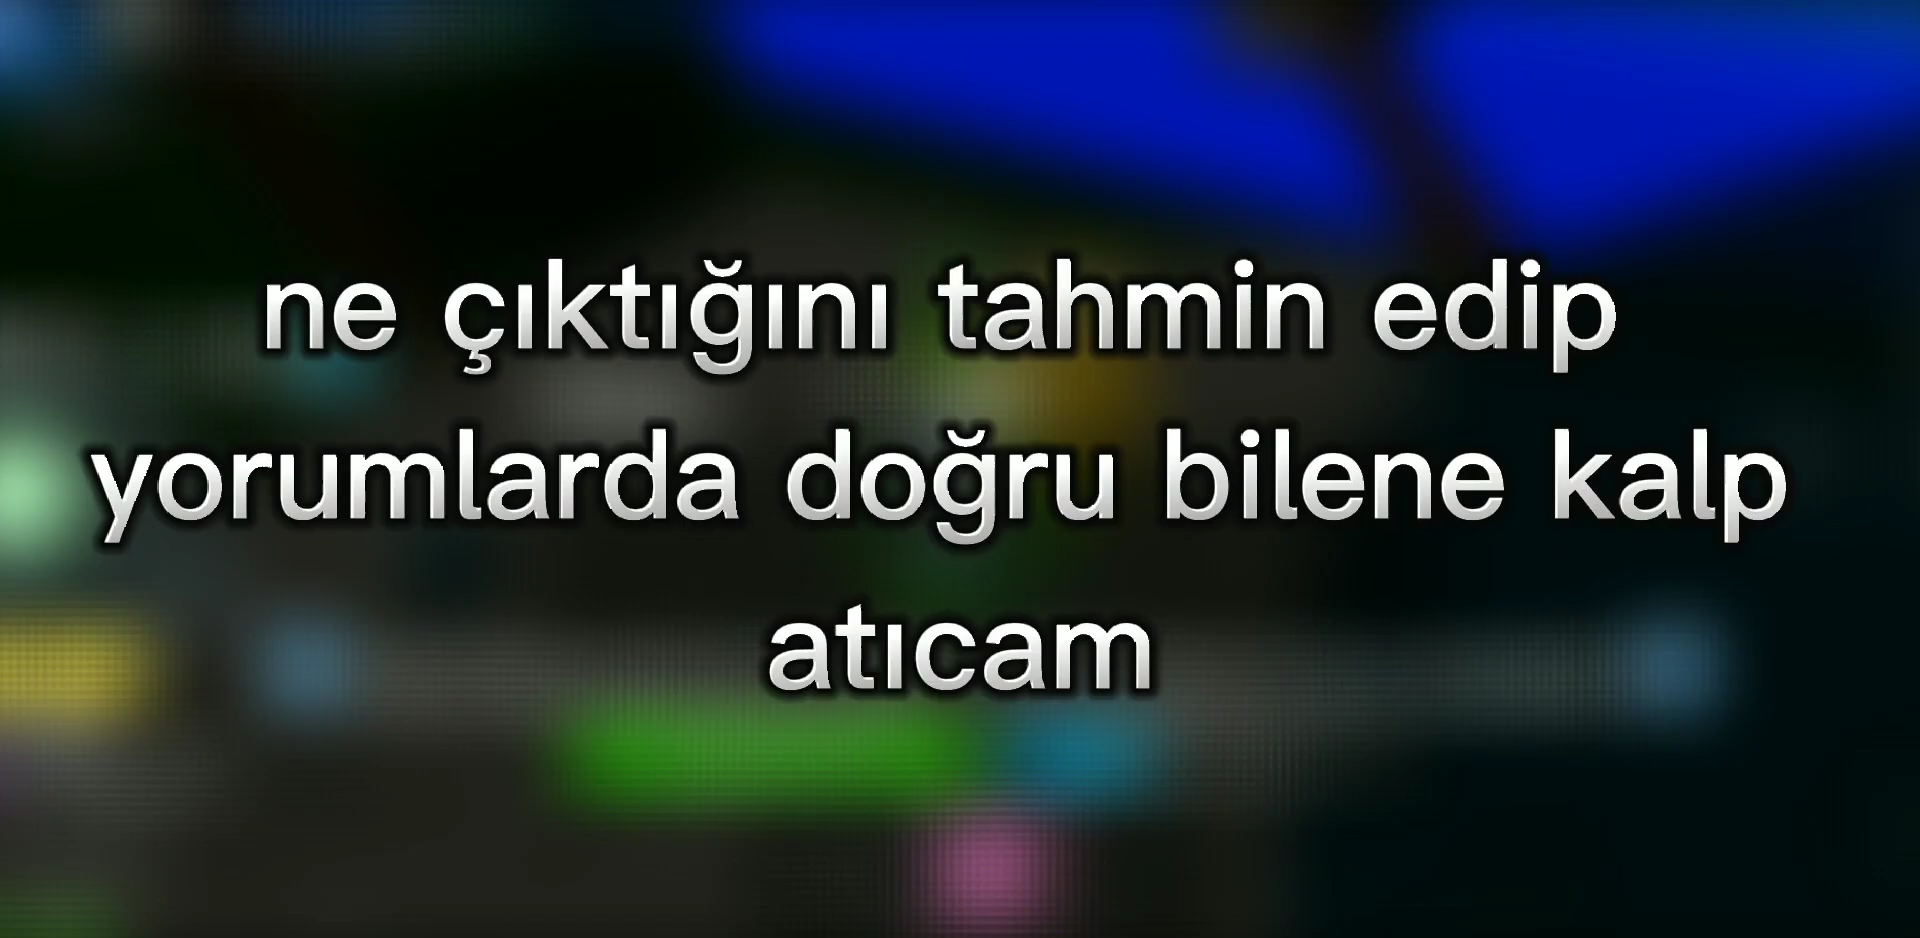 ne çıktığını tahmin edip
yorumlarda doğru bilene kalp
atıcam